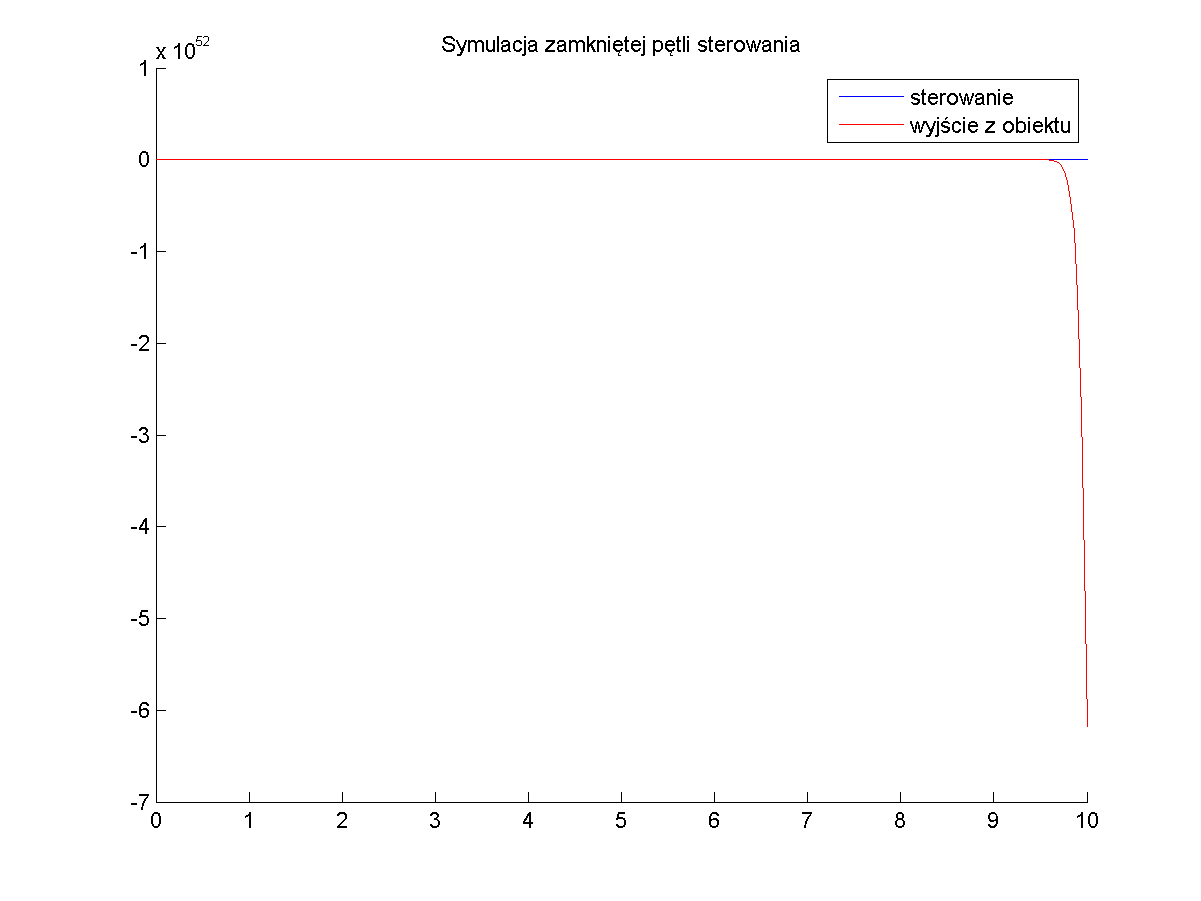 Symulacja zamkniętej pętli sterowania
x 10^52
sterowanie
wyjście z obiektu
1
0
-1
-2
-3
-4
-5
-6
-7
0 1 2 3 4 5 6 7 8 9 10